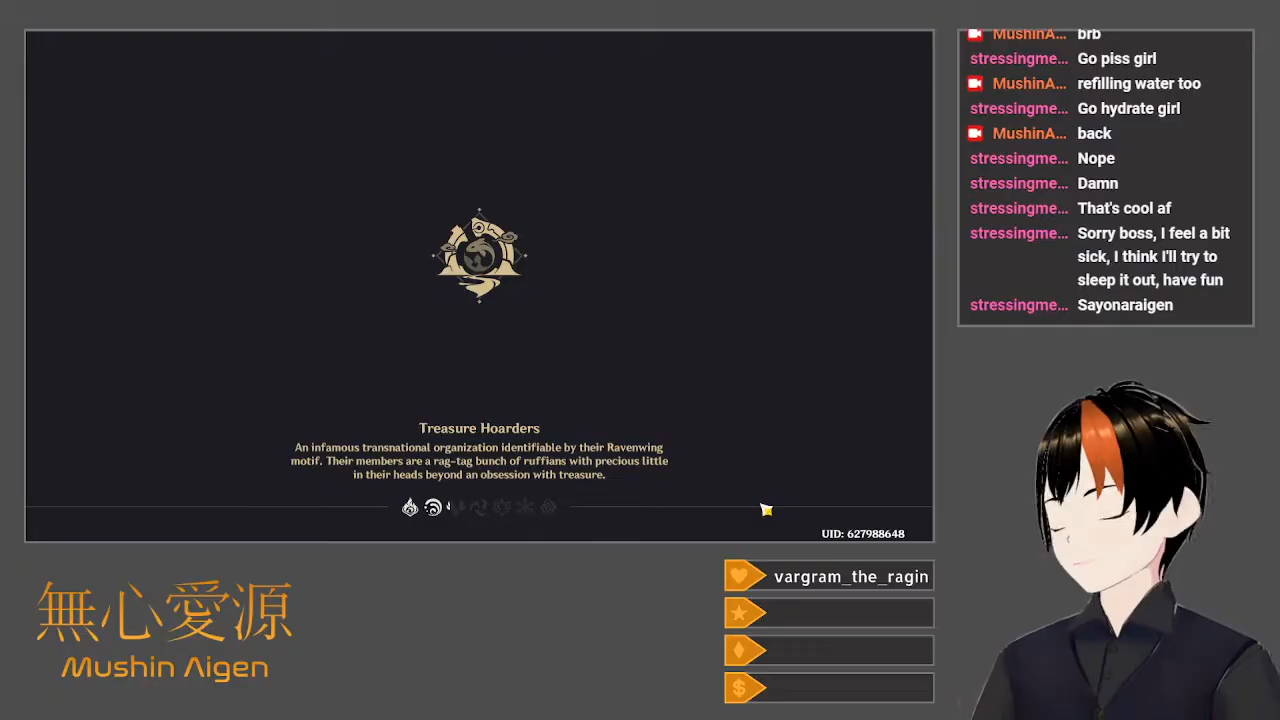 Treasure Hoarders
An infamous transnational organization identifiable by their Ravenwing
motif. Their members are a rag-tag bunch of ruffians with precious little
in their heads beyond an obsession with treasure.
UID: 627988648
MushinA... brb
stressingme... Go piss girl
MushinA... refilling water too
stressingme... Go hydrate girl
MushinA... back
stressingme... Nope
stressingme... Damn
stressingme... That's cool af
stressingme... Sorry boss, I feel a bit
sick, I think I'll try to
sleep it out, have fun
stressingme... Sayonaraigen
無心愛源
Mushin Aigen
vargram_the_ragin